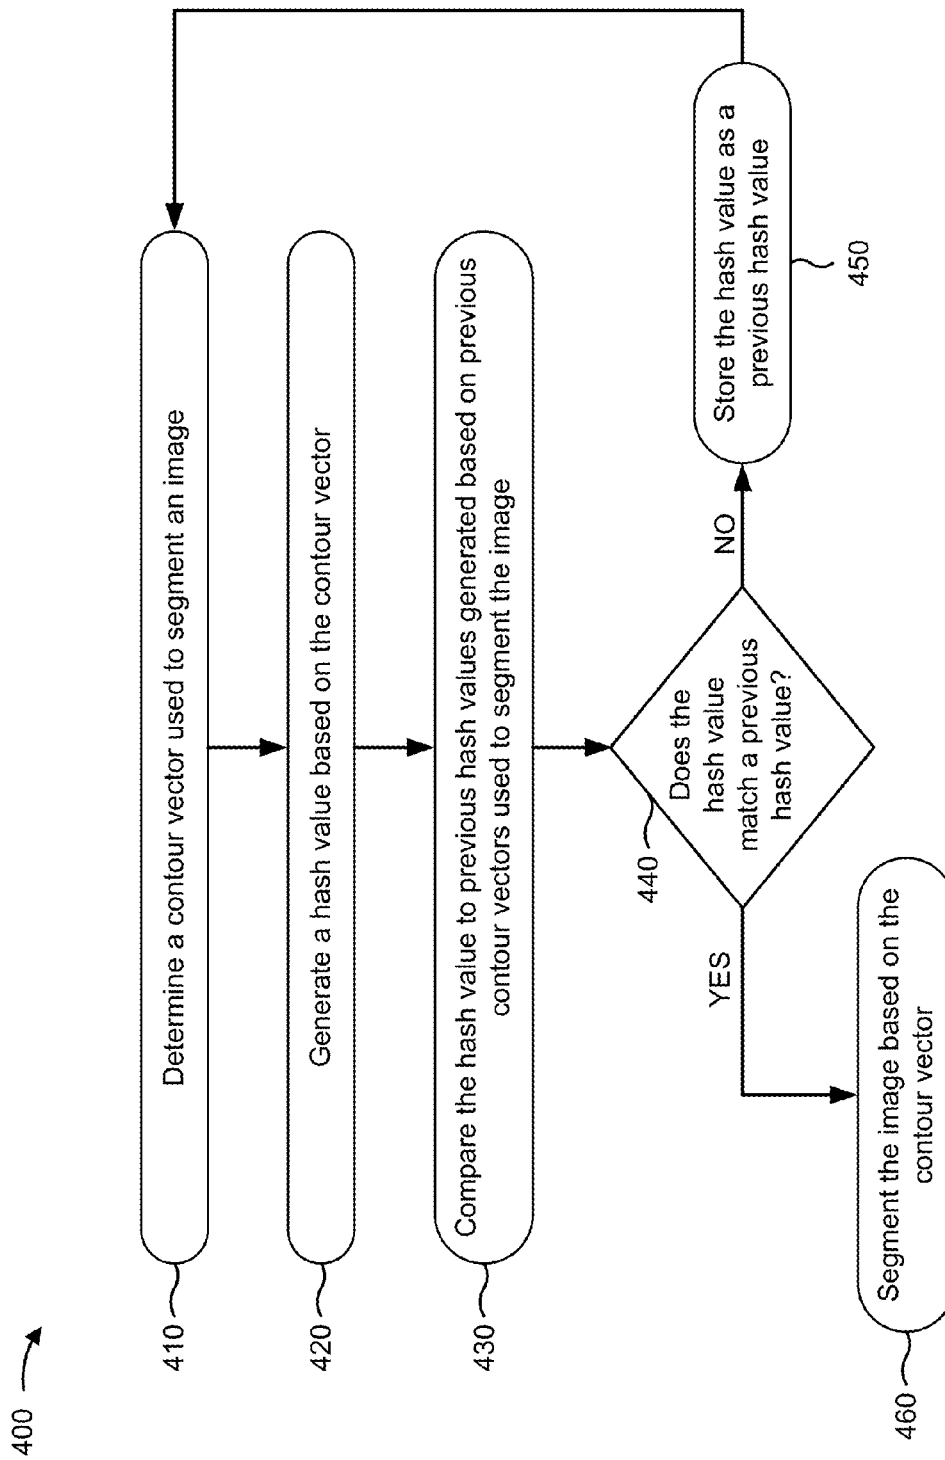 400
410
Determine a contour vector used to segment an image
420
Generate a hash value based on the contour vector
430
Compare the hash value to previous hash values generated based on previous
contour vectors used to segment the image
440
Does the
hash value
match a previous
hash value?
YES
NO
Store the hash value as a
previous hash value
450
460
Segment the image based on the
contour vector